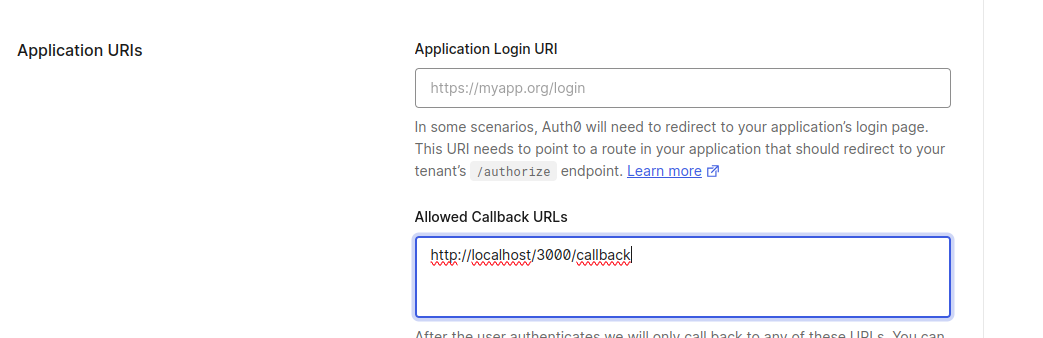 Application URIs
Application Login URI
https://myapp.org/login
In some scenarios, Auth0 will need to redirect to your application's login page.
This URI needs to point to a route in your application that should redirect to your
tenant's /authorize endpoint. Learn more
Allowed Callback URLs
http://localhost/3000/callback
After the user authenticates we will only call back to any of these URLs. You can